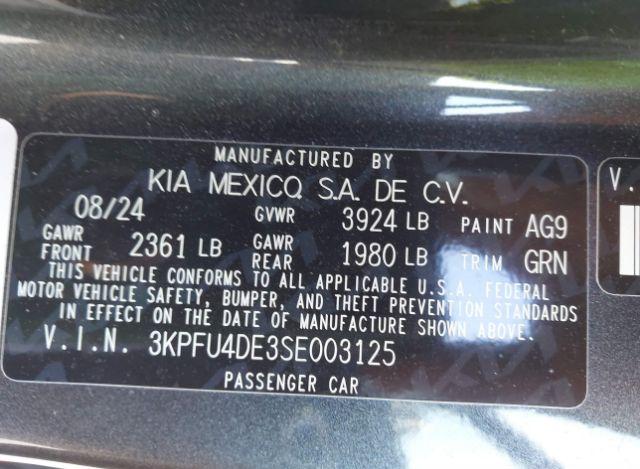 MANUFACTURED BY
KIA MEXICO S.A. DE C.V.
08/24 GVWR 3924 LB PAINT AG9
GAWR FRONT 2361 LB GAWR REAR 1980 LB TRIM GRN
THIS VEHICLE CONFORMS TO ALL APPLICABLE U.S.A. FEDERAL
MOTOR VEHICLE SAFETY, BUMPER, AND THEFT PREVENTION STANDARDS
IN EFFECT ON THE DATE OF MANUFACTURE SHOWN ABOVE.
V.I.N. 3KPFU4DE3SE003125
PASSENGER CAR
V.